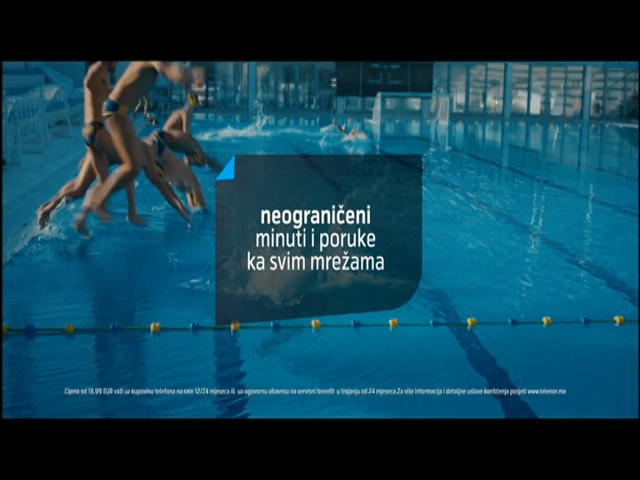 neograničeni
minuti i poruke
ka svim mrežama
Cijena od 18.99 EUR važi uz kupovinu telefona na rate 12/24 mjeseca ili uz ugovornu obavezu na servisni benefit u trajanju od 24 mjeseca.Za više informacija i detaljne uslove korišćenja posjeti www.telenor.me